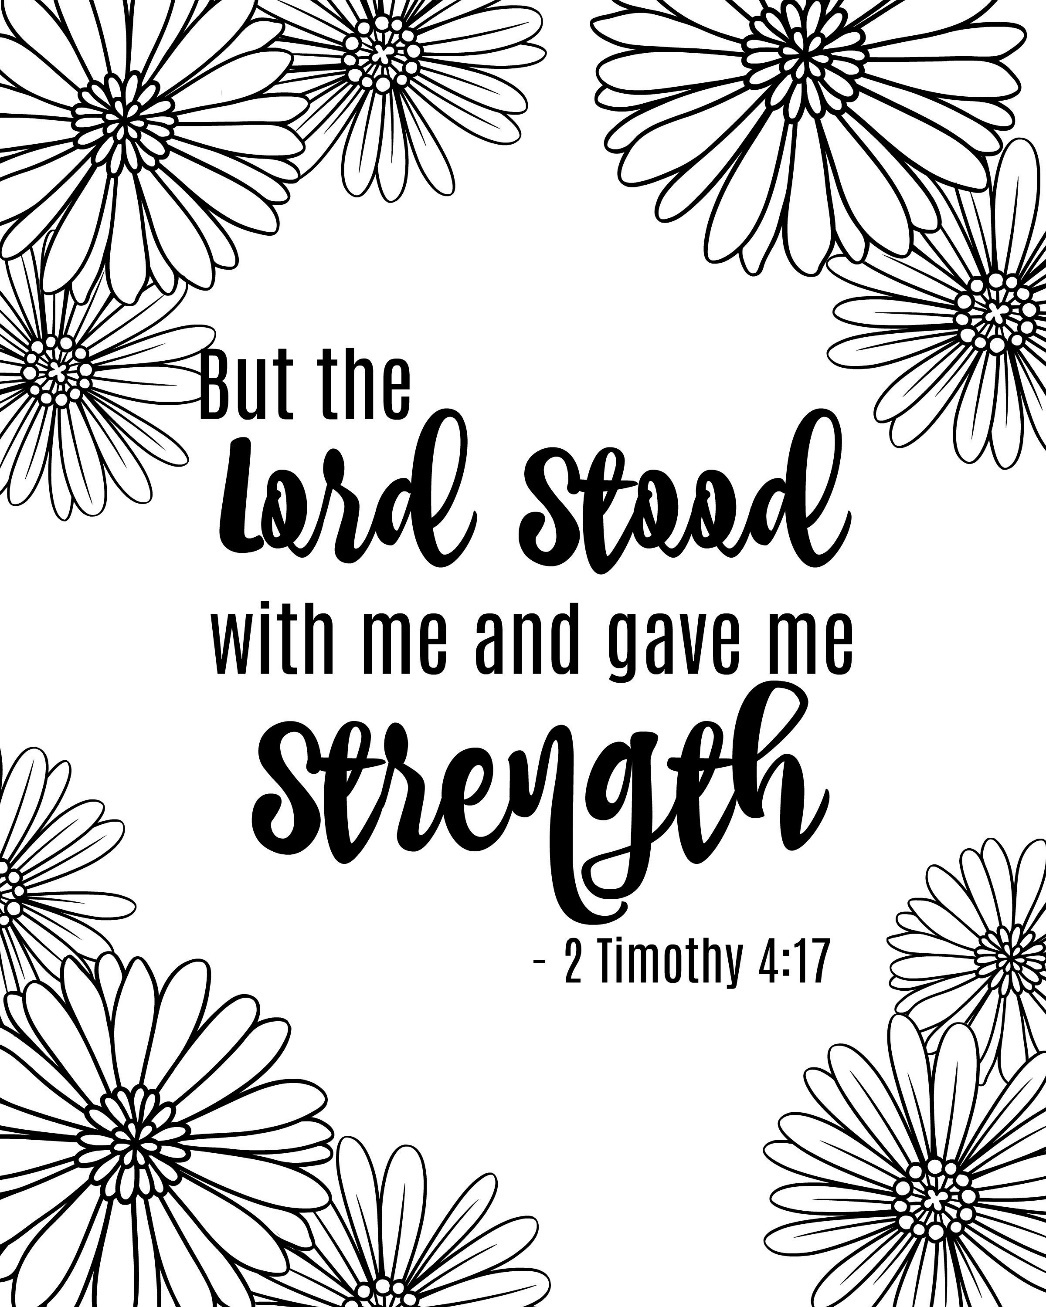 But the
Lord Stood
with me and gave me
Strength
- 2 Timothy 4:17